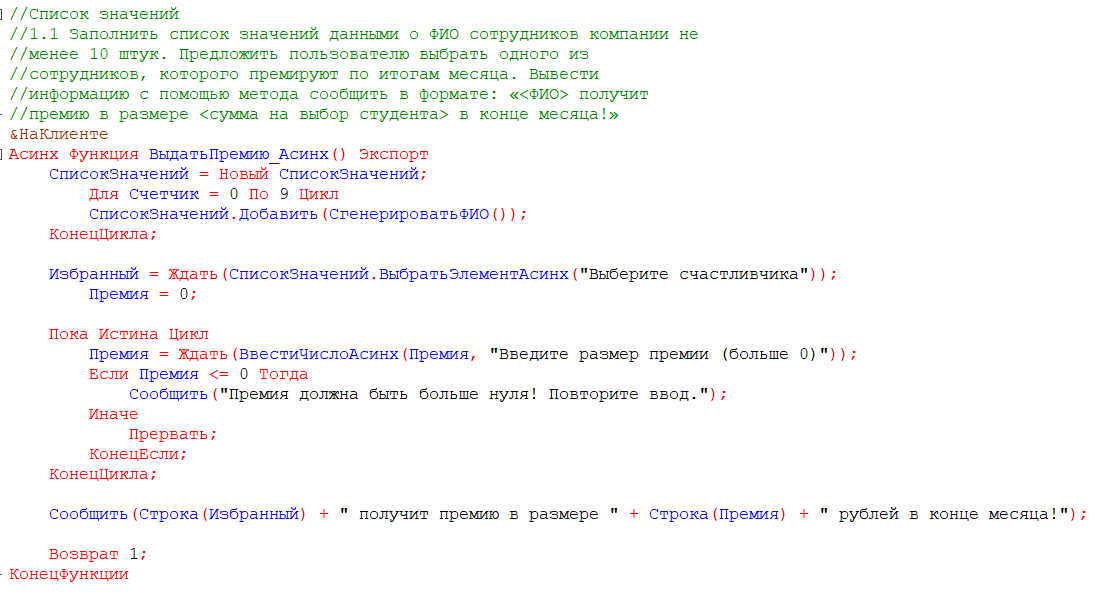 //Список значений
//1.1 Заполнить список значений данными о ФИО сотрудников компании не
//менее 10 штук. Предложить пользователю выбрать одного из
//сотрудников, которого премируют по итогам месяца. Вывести
//информацию с помощью метода сообщить в формате: «<ФИО> получит
//премию в размере <сумма на выбор студента> в конце месяца!»
&НаКлиенте
Асинх Функция ВыдатьПремию_Асинх() Экспорт
    СписокЗначений = Новый СписокЗначений;
        Для Счетчик = 0 По 9 Цикл
        СписокЗначений.Добавить(СгенерироватьФИО());
    КонецЦикла;

    Избранный = Ждать(СписокЗначений.ВыбратьЭлементАсинх("Выберите счастливчика"));
        Премия = 0;

    Пока Истина Цикл
        Премия = Ждать(ВвестиЧислоАсинх(Премия, "Введите размер премии (больше 0)"));
        Если Премия <= 0 Тогда
            Сообщить("Премия должна быть больше нуля! Повторите ввод.");
        Иначе
            Прервать;
        КонецЕсли;
    КонецЦикла;

    Сообщить(Строка(Избранный) + " получит премию в размере " + Строка(Премия) + " рублей в конце месяца!");

    Возврат 1;
КонецФункции